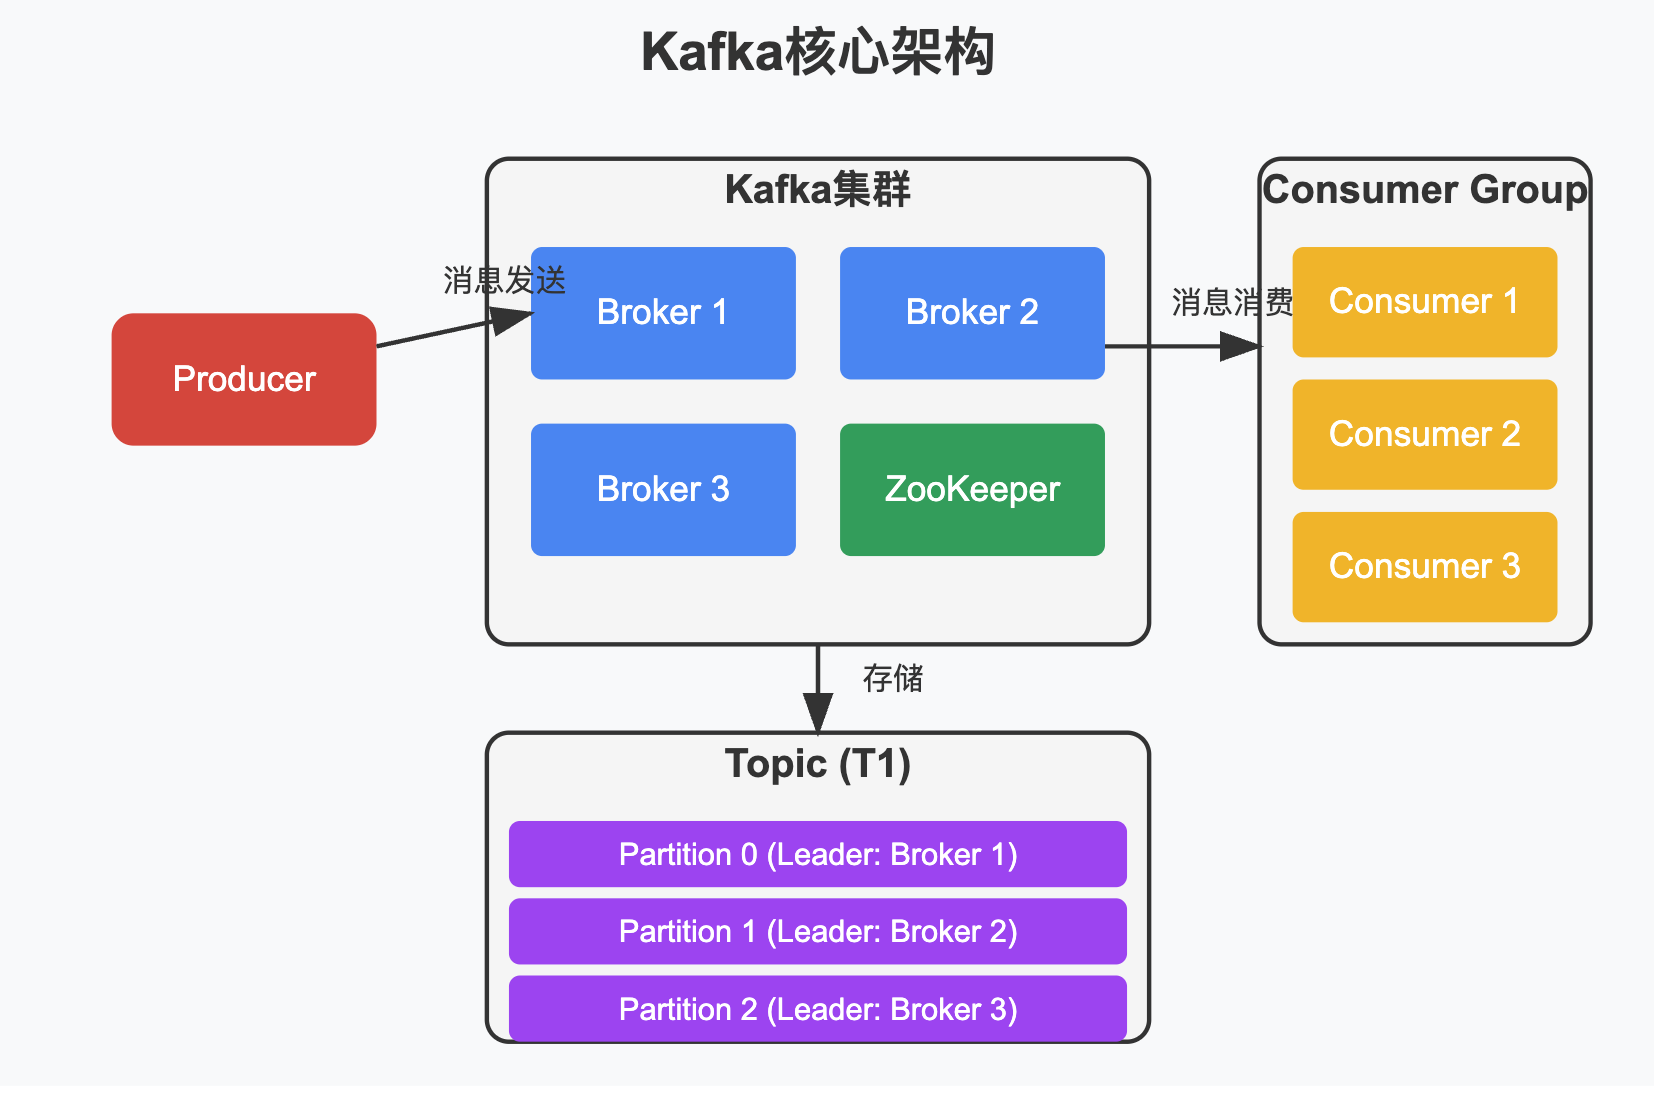 Kafka核心架构
Kafka集群
Consumer Group
消息发送
Broker 1
Broker 2
消息消费
Consumer 1
Producer
Consumer 2
Broker 3
ZooKeeper
Consumer 3
存储
Topic (T1)
Partition 0 (Leader: Broker 1)
Partition 1 (Leader: Broker 2)
Partition 2 (Leader: Broker 3)